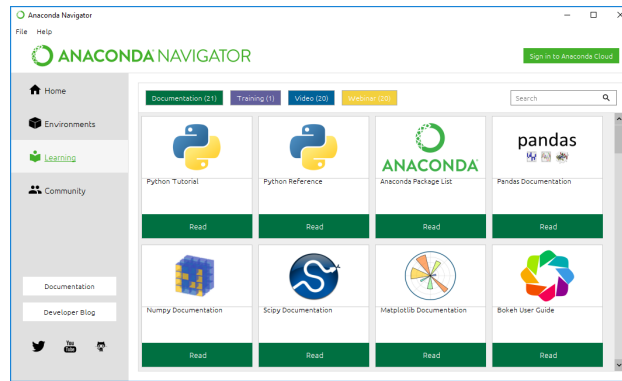 Anaconda Navigator
File Help
ANACONDA NAVIGATOR
Sign in to Anaconda Cloud
Home
Environments
Learning
Community
Documentation
Developer Blog
You Tube
Documentation (21) Training (1) Video (20) Webinar (20) Search
ANACONDA
pandas
Python Tutorial Python Reference Anaconda Package List Pandas Documentation
Read Read Read Read
Numpy Documentation Scipy Documentation Matplotlib Documentation Bokeh User Guide
Read Read Read Read